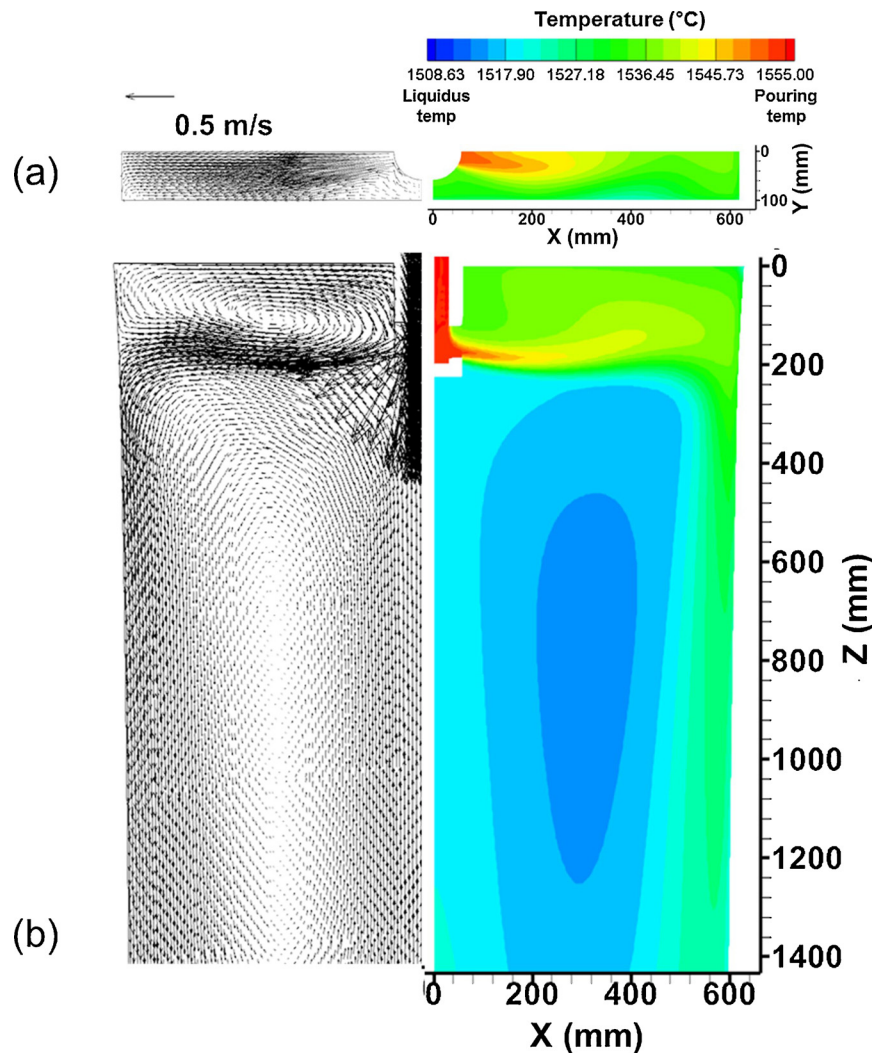 Temperature (°C)
1508.63 1517.90 1527.18 1536.45 1545.73 1555.00
Liquidus temp
Pouring temp
0.5 m/s
(a)
0
100
Y (mm)
0 200 400 600
X (mm)
(b)
0
200
400
600
800
1000
1200
1400
Z (mm)
0 200 400 600
X (mm)